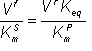 V^f / K_m^S = V^r K_eq / K_m^P